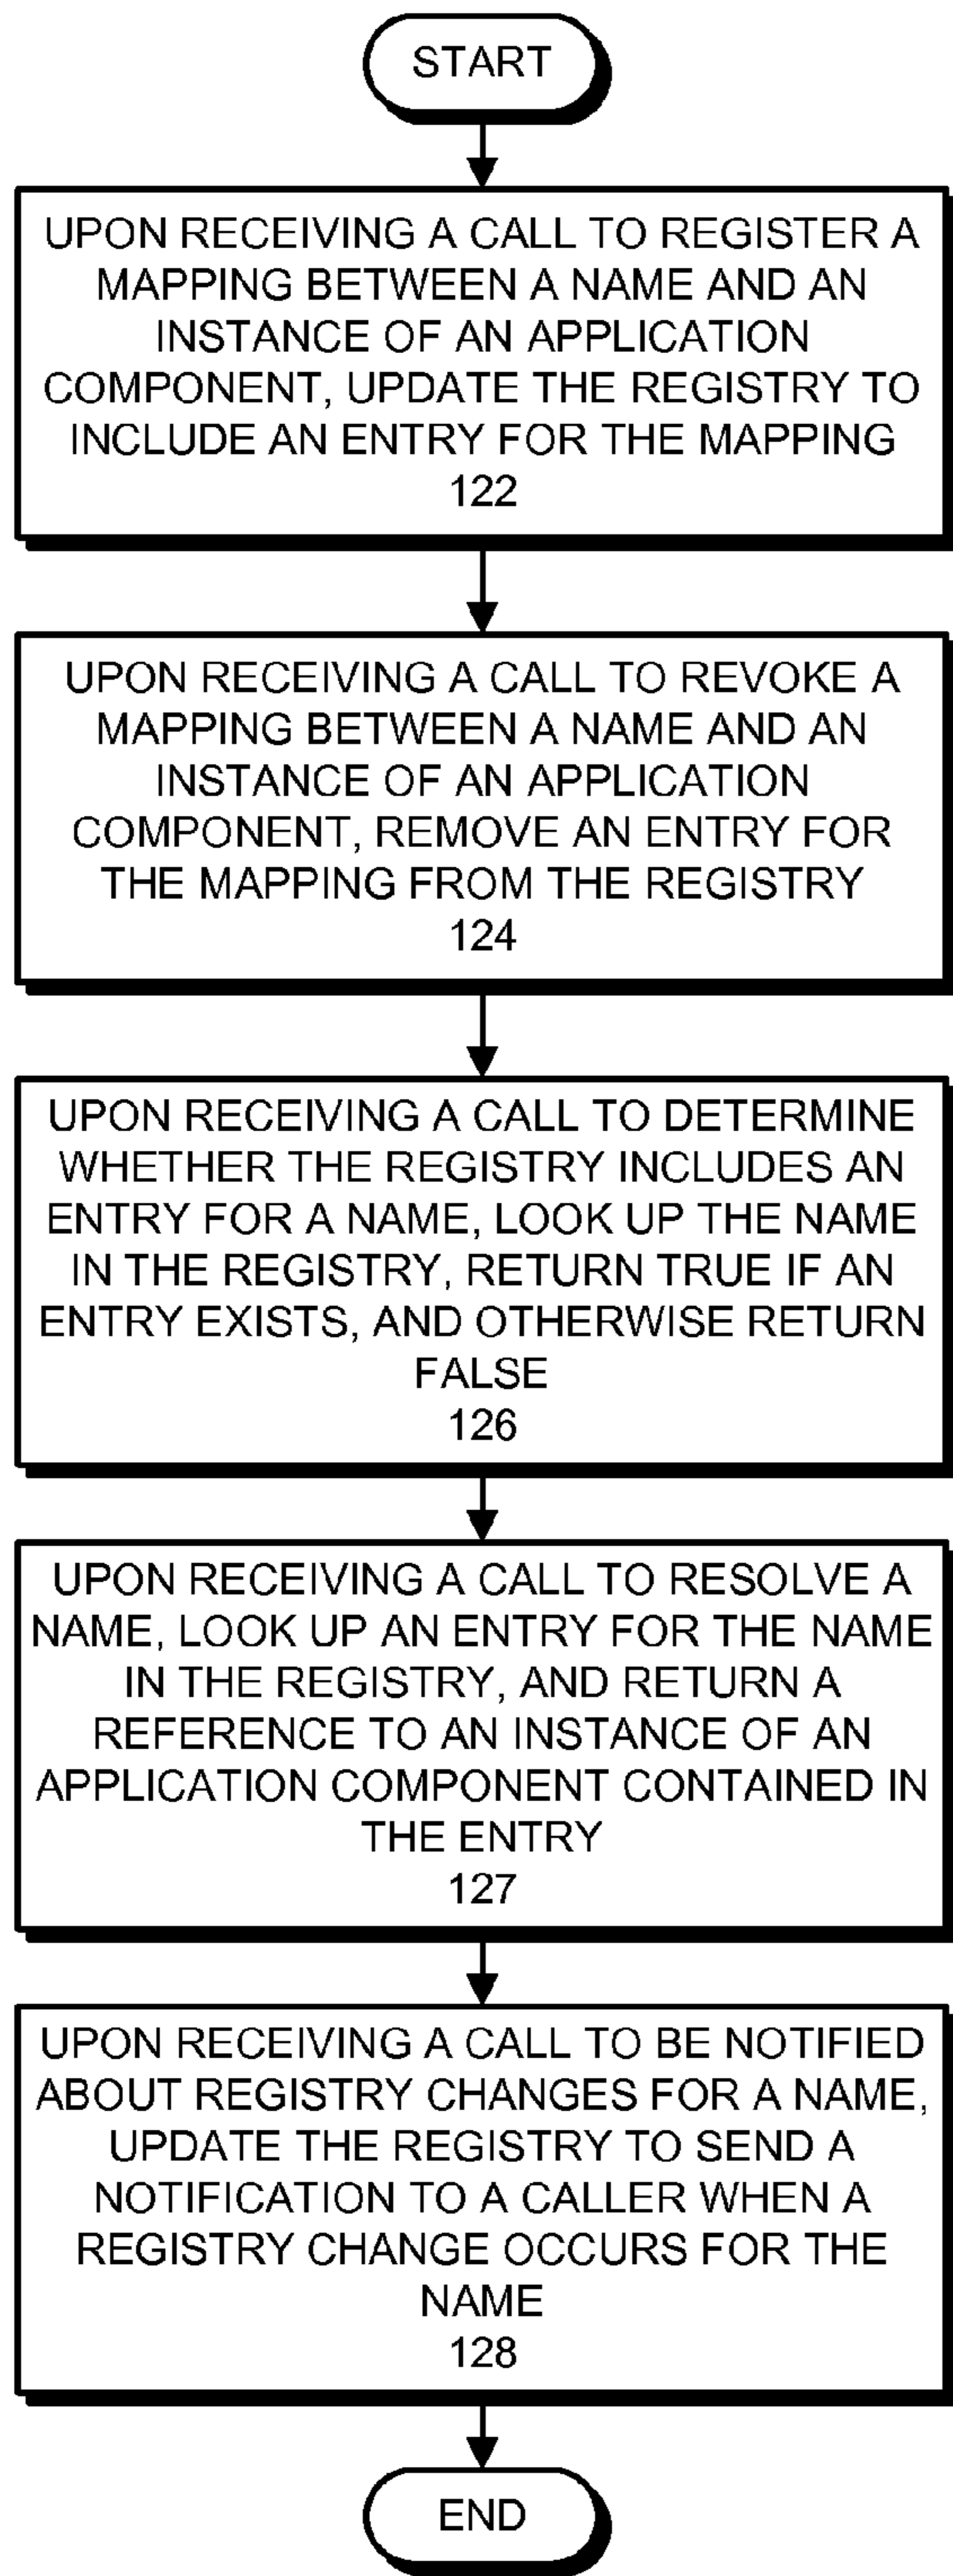 START
UPON RECEIVING A CALL TO REGISTER A
MAPPING BETWEEN A NAME AND AN
INSTANCE OF AN APPLICATION
COMPONENT, UPDATE THE REGISTRY TO
INCLUDE AN ENTRY FOR THE MAPPING
122
UPON RECEIVING A CALL TO REVOKE A
MAPPING BETWEEN A NAME AND AN
INSTANCE OF AN APPLICATION
COMPONENT, REMOVE AN ENTRY FOR
THE MAPPING FROM THE REGISTRY
124
UPON RECEIVING A CALL TO DETERMINE
WHETHER THE REGISTRY INCLUDES AN
ENTRY FOR A NAME, LOOK UP THE NAME
IN THE REGISTRY, RETURN TRUE IF AN
ENTRY EXISTS, AND OTHERWISE RETURN
FALSE
126
UPON RECEIVING A CALL TO RESOLVE A
NAME, LOOK UP AN ENTRY FOR THE NAME
IN THE REGISTRY, AND RETURN A
REFERENCE TO AN INSTANCE OF AN
APPLICATION COMPONENT CONTAINED IN
THE ENTRY
127
UPON RECEIVING A CALL TO BE NOTIFIED
ABOUT REGISTRY CHANGES FOR A NAME,
UPDATE THE REGISTRY TO SEND A
NOTIFICATION TO A CALLER WHEN A
REGISTRY CHANGE OCCURS FOR THE
NAME
128
END